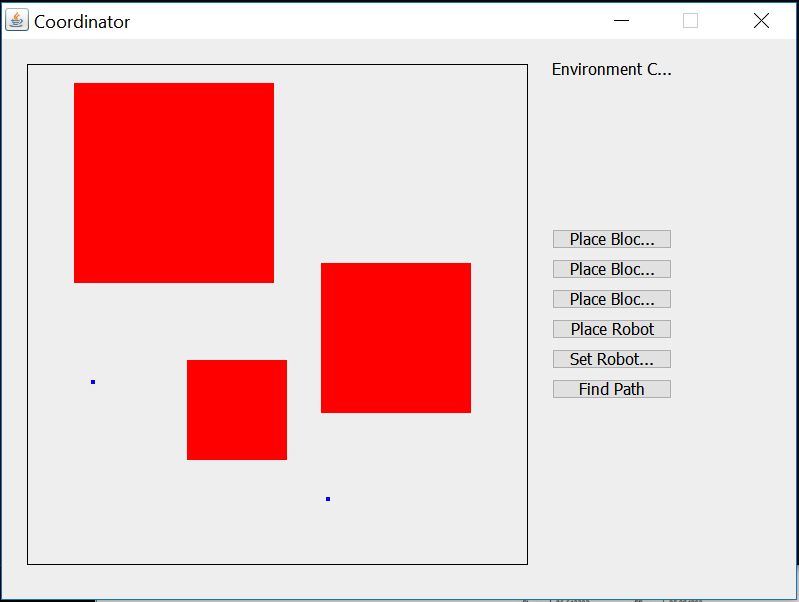 Coordinator
Environment C...
Place Bloc...
Place Bloc...
Place Bloc...
Place Robot
Set Robot...
Find Path